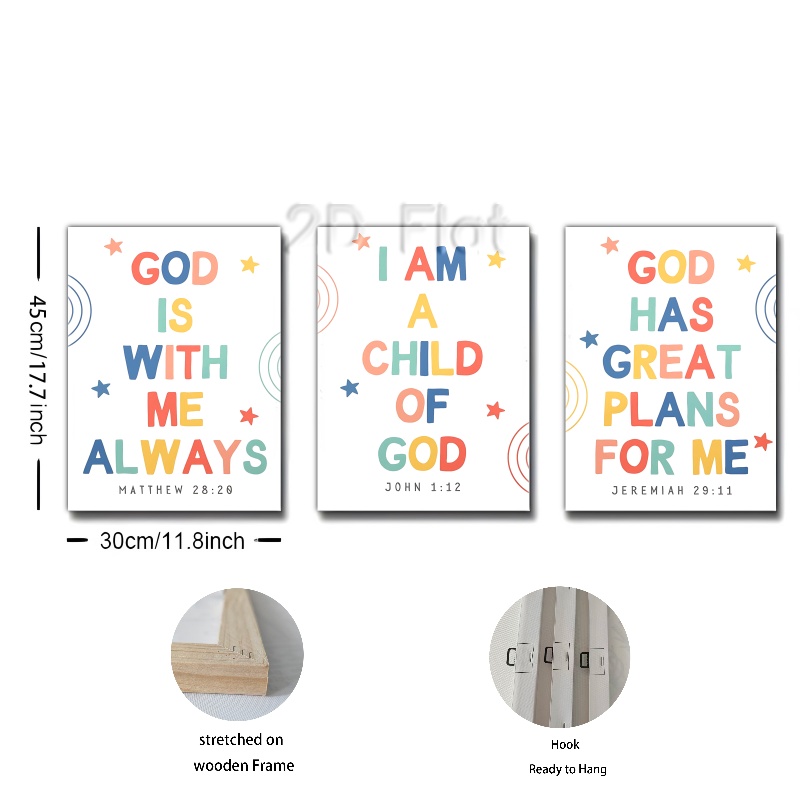 2D Flat
GOD
IS
WITH
ME
ALWAYS
MATTHEW 28:20
I AM
A
CHILD
OF
GOD
JOHN 1:12
GOD
HAS
GREAT
PLANS
FOR ME
JEREMIAH 29:11
45cm/17.7inch
30cm/11.8inch
stretched on
wooden Frame
Hook
Ready to Hang